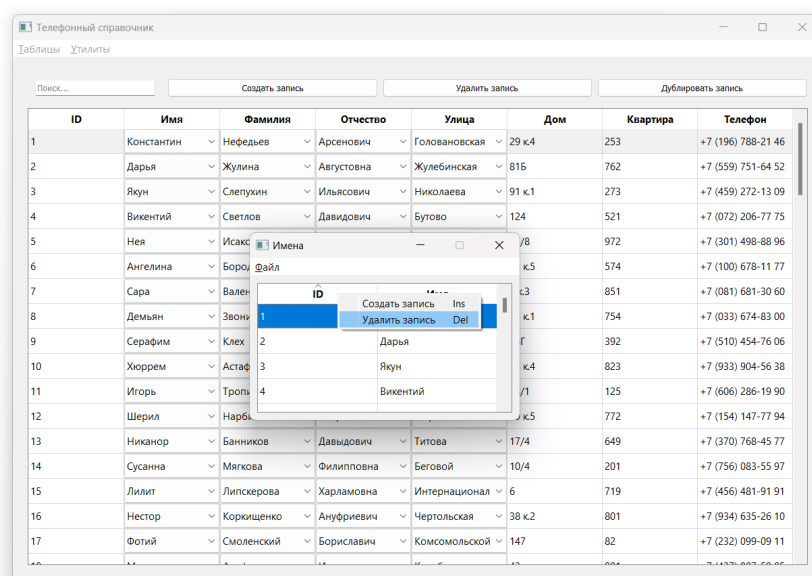 Телефонный справочник
Таблицы Утилиты
Поиск... Создать запись Удалить запись Дублировать запись
ID Имя Фамилия Отчество Улица Дом Квартира Телефон
1 Константин Нефедьев Арсенович Головановская 29 к.4 253 +7 (196) 788-21 46
2 Дарья Жулина Августовна Жулебинская 81Б 762 +7 (559) 751-64 52
3 Якун Слепухин Ильясович Николаева 91 к.1 273 +7 (459) 272-13 09
4 Викентий Светлов Давидович Бутово 124 521 +7 (072) 206-77 75
5 Нея /8 972 +7 (301) 498-88 96
6 Ангелина к.5 574 +7 (100) 678-11 77
7 Сара к.3 851 +7 (081) 681-30 60
8 Демьян к.1 754 +7 (033) 674-83 00
9 Серафим Клех 392 +7 (510) 454-76 06
10 Хюррем к.4 823 +7 (933) 904-56 38
11 Игорь /1 125 +7 (606) 286-19 90
12 Шерил к.5 772 +7 (154) 147-77 94
13 Никанор Банников Давыдович Титова 17/4 649 +7 (370) 768-45 77
14 Сусанна Мягкова Филипповна Беговой 10/4 201 +7 (756) 083-55 97
15 Лилит Липскерова Харламовна Интернационал 6 719 +7 (456) 481-91 91
16 Нестор Коркищенко Ануфриевич Чертольская 38 к.2 801 +7 (934) 635-26 10
17 Фотий Смоленский Бориславич Комсомольской 147 82 +7 (232) 099-09 11
Имена
Файл
ID
Создать запись Ins
Удалить запись Del
1
2 Дарья
3 Якун
4 Викентий